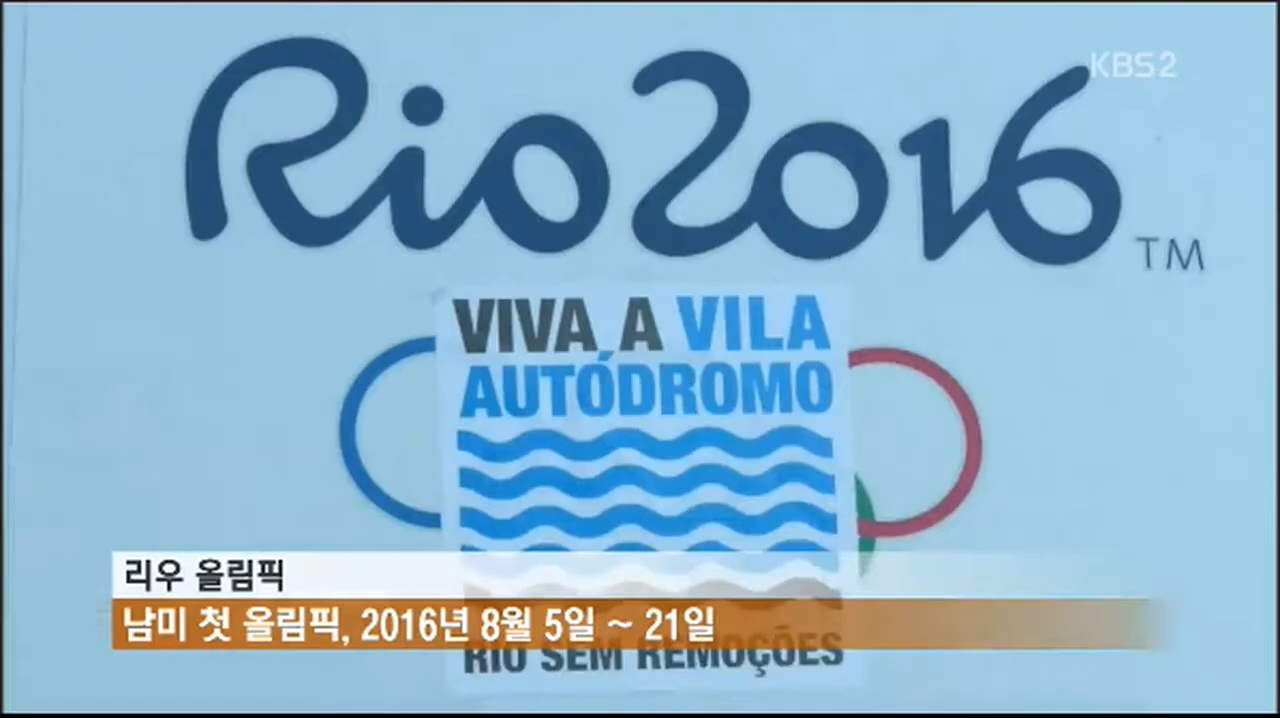 KBS2
Rio2016
TM
VIVA A VILA
AUTÓDROMO
리우 올림픽
남미 첫 올림픽, 2016년 8월 5일 ~ 21일
RIO SEM REMOÇÕES